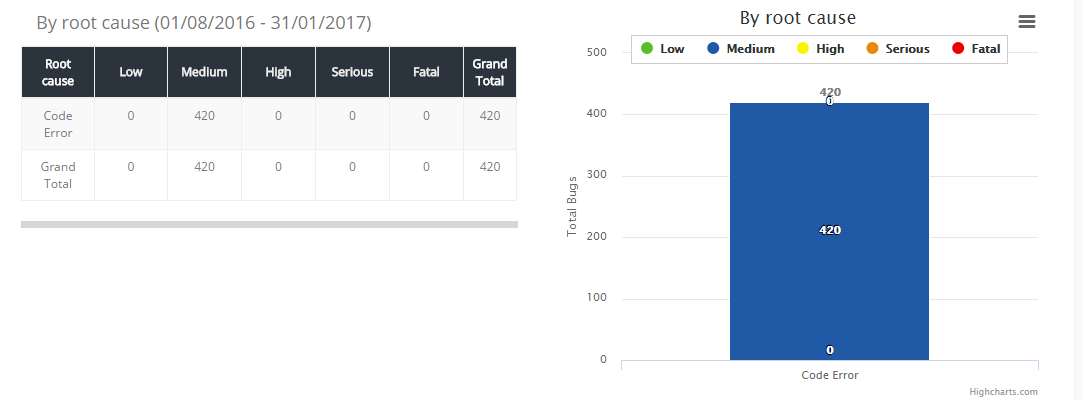 By root cause (01/08/2016 - 31/01/2017)
Root cause Low Medium High Serious Fatal Grand Total
Code Error 0 420 0 0 0 420
Grand Total 0 420 0 0 0 420
By root cause
Low Medium High Serious Fatal
500
400
300
200
100
0
Total Bugs
420
0
420
0
Code Error
Highcharts.com